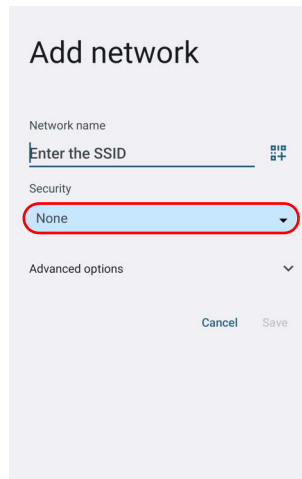 Add network
Network name
Enter the SSID
Security
None
Advanced options
Cancel Save